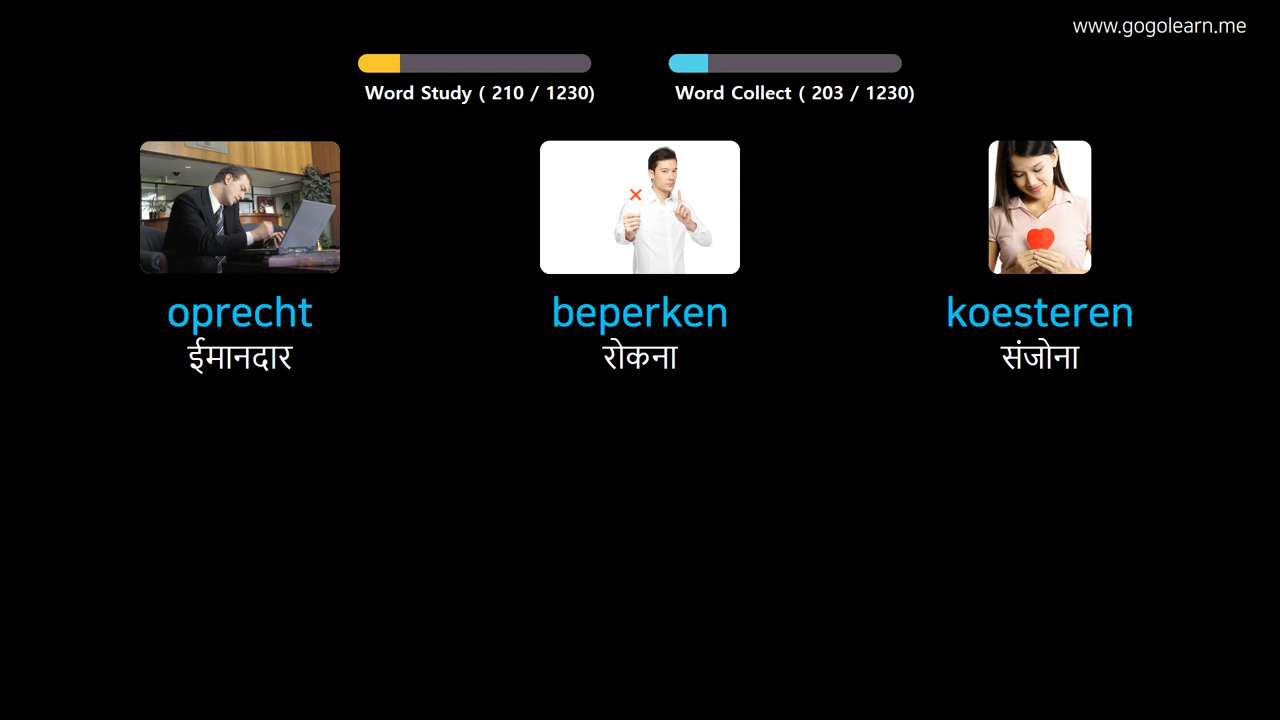 www.gogolearn.me
Word Study ( 210 / 1230)
Word Collect ( 203 / 1230)
oprecht
ईमानदार
beperken
रोकना
koesteren
संजोना